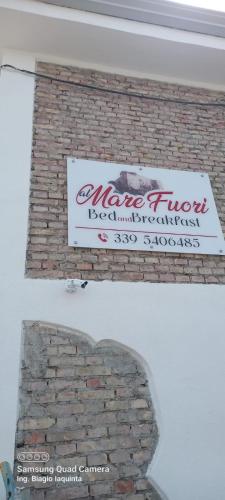 al
Mare Fuori
Bed and Breakfast
339 5406485
Samsung Quad Camera
Ing. Biagio Iaquinta